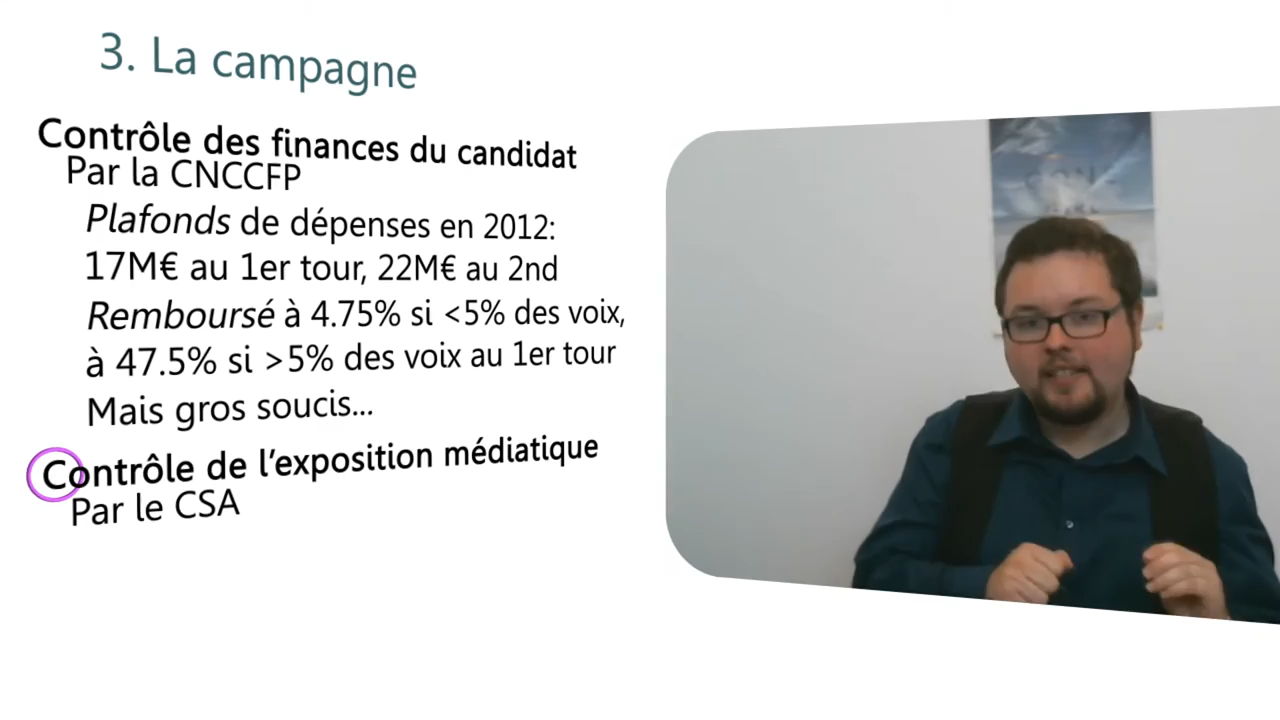 3. La campagne
Contrôle des finances du candidat
Par la CNCCFP
Plafonds de dépenses en 2012:
17M€ au 1er tour, 22M€ au 2nd
Remboursé à 4.75% si <5% des voix,
à 47.5% si >5% des voix au 1er tour
Mais gros soucis...
Contrôle de l'exposition médiatique
Par le CSA